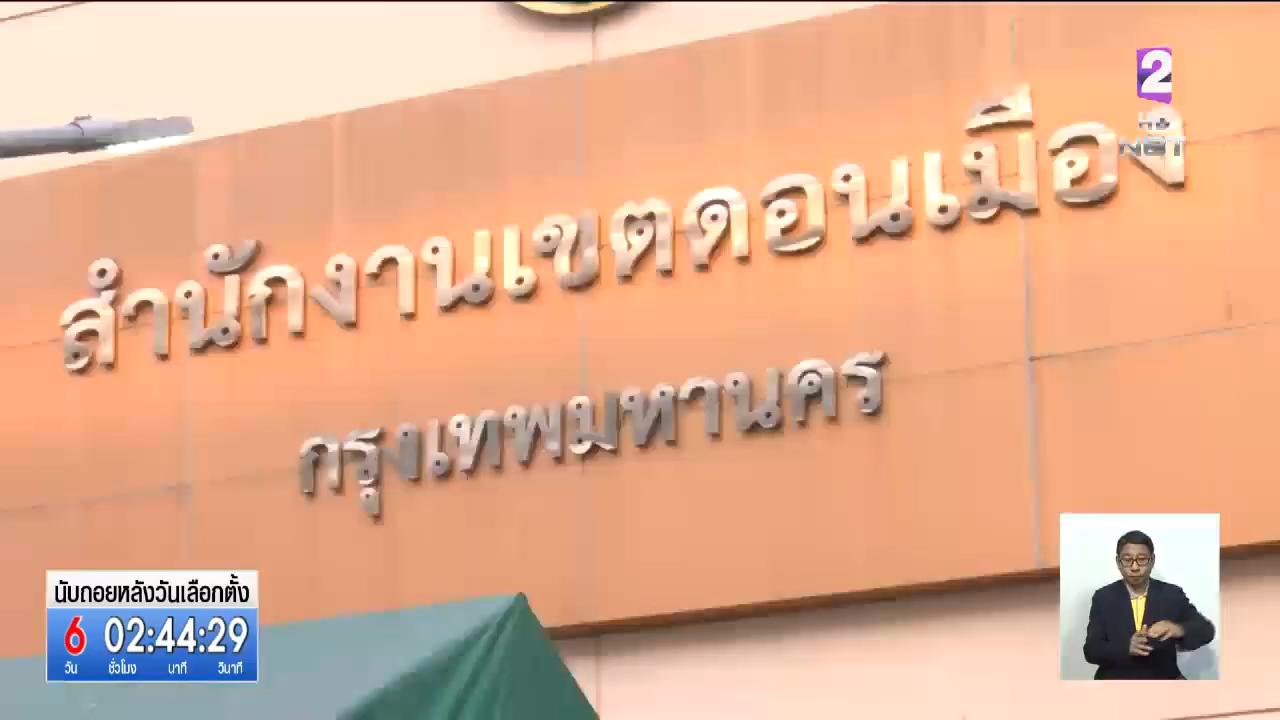 2
HD
NBT
สำนักงานเขตดอนเมือง
กรุงเทพมหานคร
นับถอยหลังวันเลือกตั้ง
6 02:44:29
วัน ชั่วโมง นาที วินาที